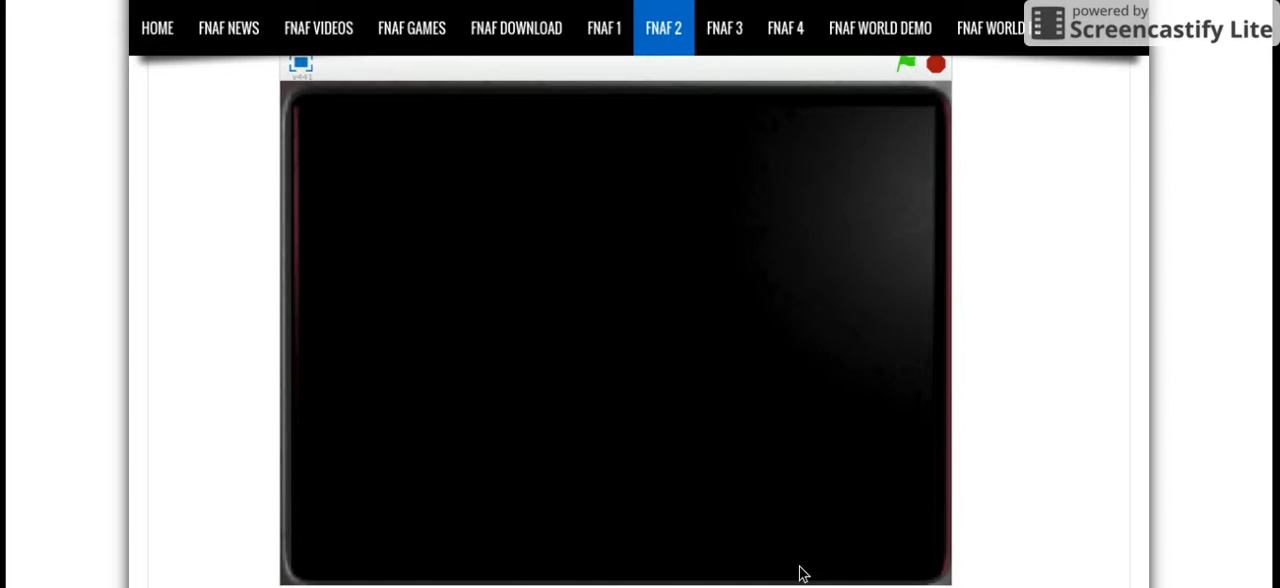 HOME FNAF NEWS FNAF VIDEOS FNAF GAMES FNAF DOWNLOAD FNAF 1 FNAF 2 FNAF 3 FNAF 4 FNAF WORLD DEMO FNAF WORLD
powered by
Screencastify Lite
v441